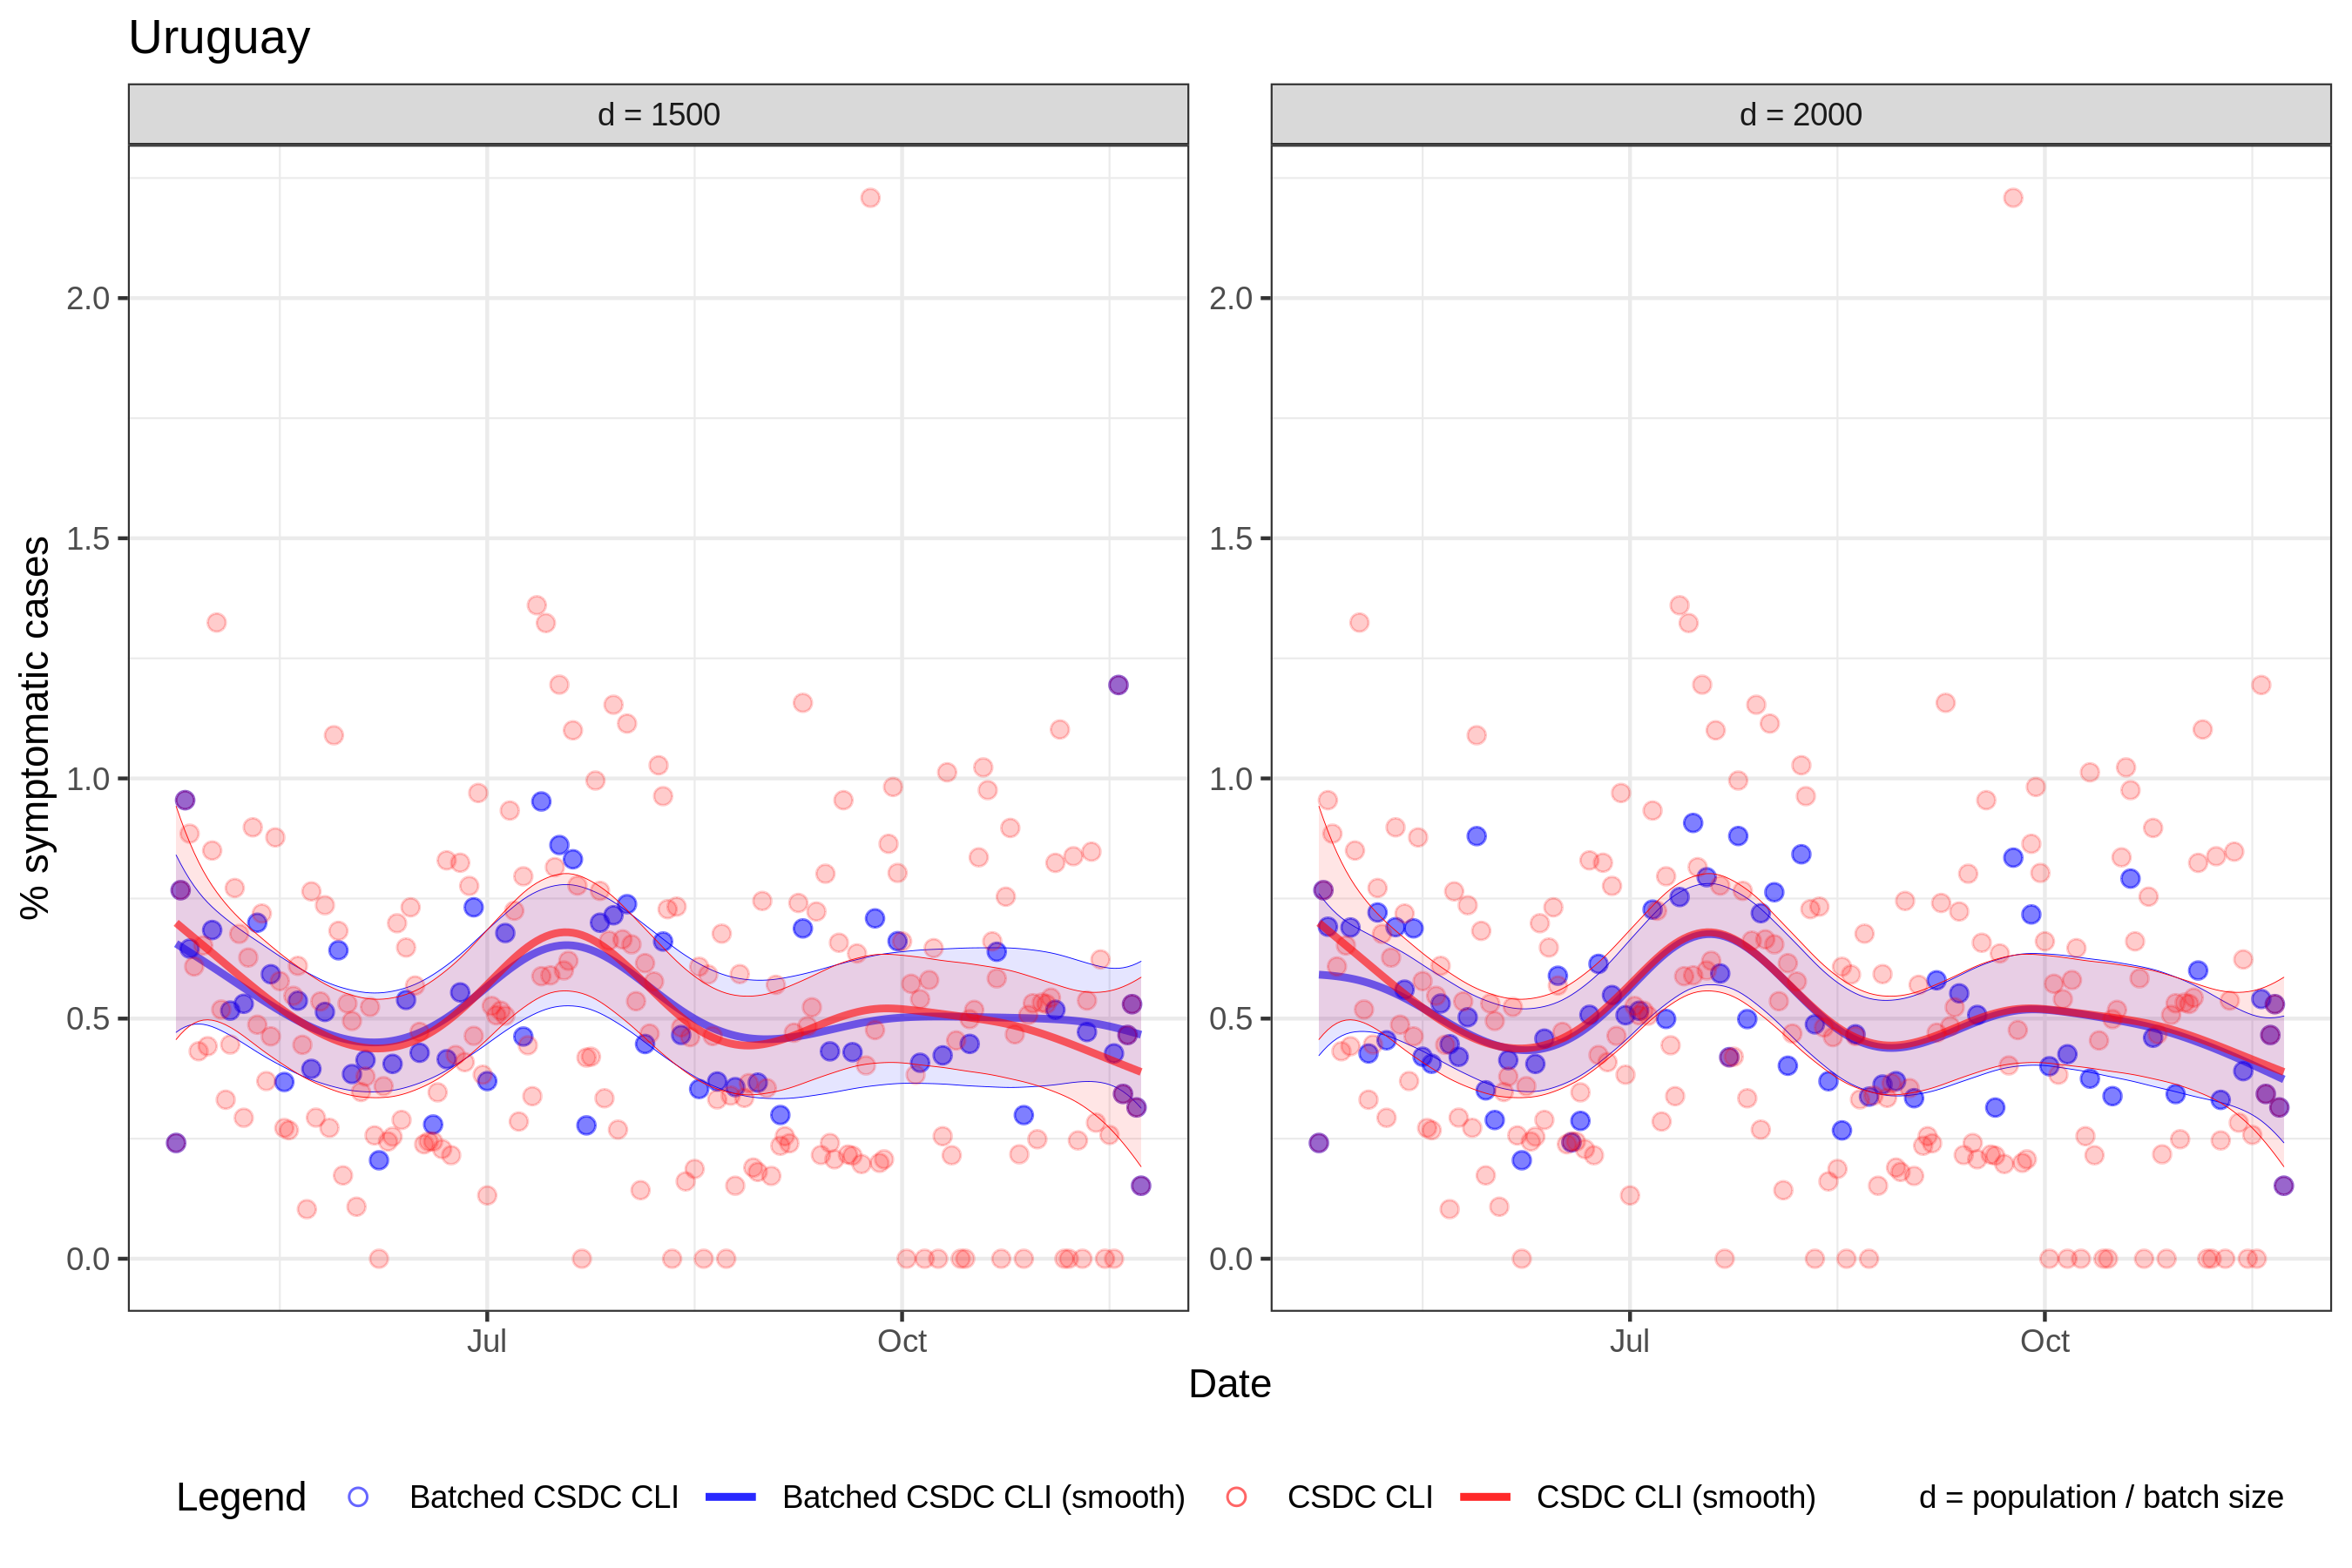 Uruguay
d = 1500
d = 2000
% symptomatic cases
2.0
1.5
1.0
0.5
0.0
2.0
1.5
1.0
0.5
0.0
Jul
Oct
Jul
Oct
Date
Legend Batched CSDC CLI Batched CSDC CLI (smooth) CSDC CLI CSDC CLI (smooth) d = population / batch size